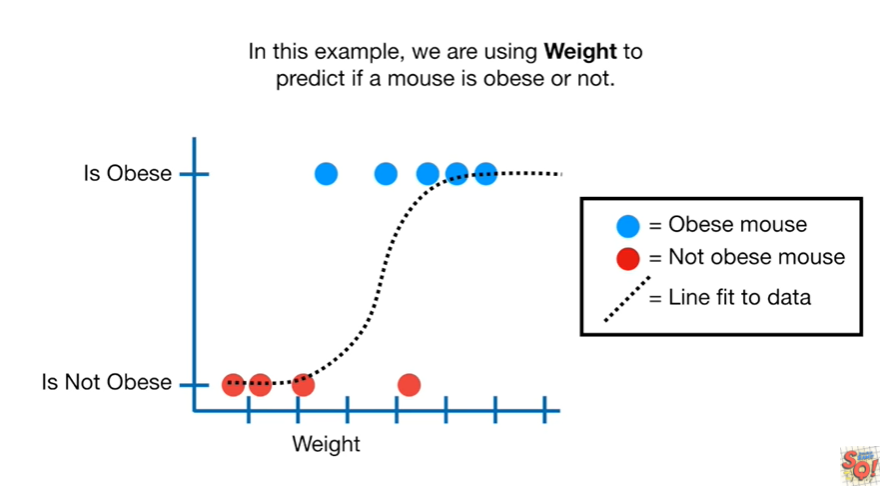 In this example, we are using Weight to
predict if a mouse is obese or not.
Is Obese
= Obese mouse
= Not obese mouse
= Line fit to data
Is Not Obese
Weight
SQ!